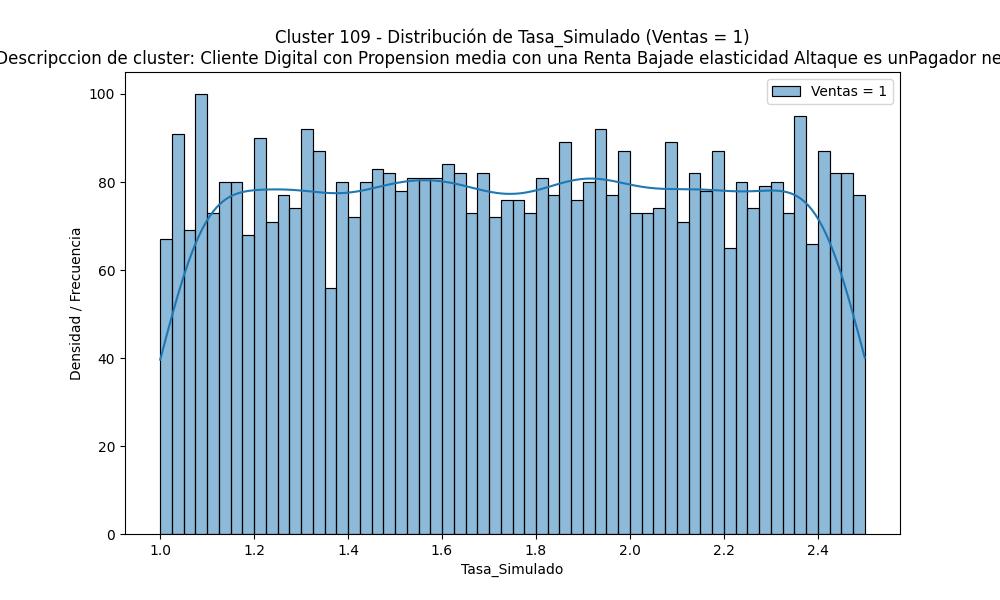 Cluster 109 - Distribución de Tasa_Simulado (Ventas = 1)
Descripccion de cluster: Cliente Digital con Propension media con una Renta Bajade elasticidad Altaque es unPagador ne
Ventas = 1
100
80
60
40
20
0
Densidad / Frecuencia
1.0 1.2 1.4 1.6 1.8 2.0 2.2 2.4
Tasa_Simulado